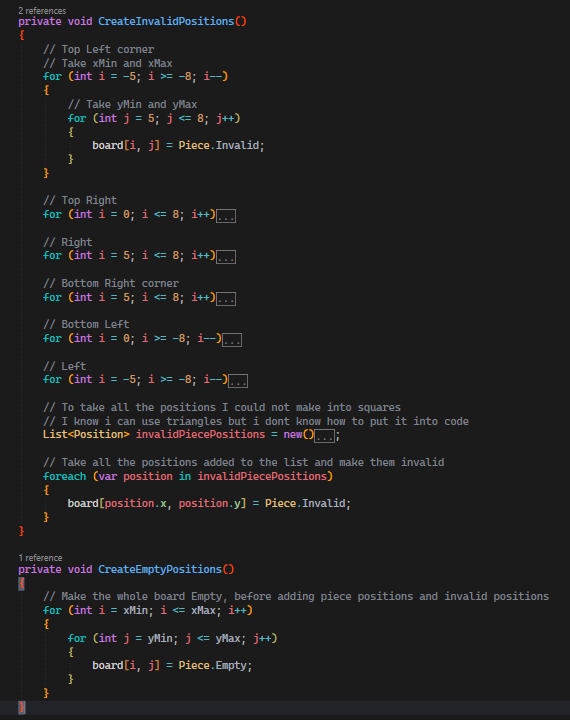 2 references
private void CreateInvalidPositions()
{
// Top Left corner
// Take xMin and xMax
for (int i = -5; i >= -8; i--)
{
// Take yMin and yMax
for (int j = 5; j <= 8; j++)
{
board[i, j] = Piece.Invalid;
}
}
// Top Right
for (int i = 0; i <= 8; i++)...
// Right
for (int i = 5; i <= 8; i++)...
// Bottom Right corner
for (int i = 5; i <= 8; i++)...
// Bottom Left
for (int i = 0; i >= -8; i--)...
// Left
for (int i = -5; i >= -8; i--)...
// To take all the positions I could not make into squares
// I know i can use triangles but i dont know how to put it into code
List<Position> invalidPiecePositions = new()...;
// Take all the positions added to the list and make them invalid
foreach (var position in invalidPiecePositions)
{
board[position.x, position.y] = Piece.Invalid;
}
}
1 reference
private void CreateEmptyPositions()
{
// Make the whole board Empty, before adding piece positions and invalid positions
for (int i = xMin; i <= xMax; i++)
{
for (int j = yMin; j <= yMax; j++)
{
board[i, j] = Piece.Empty;
}
}
}